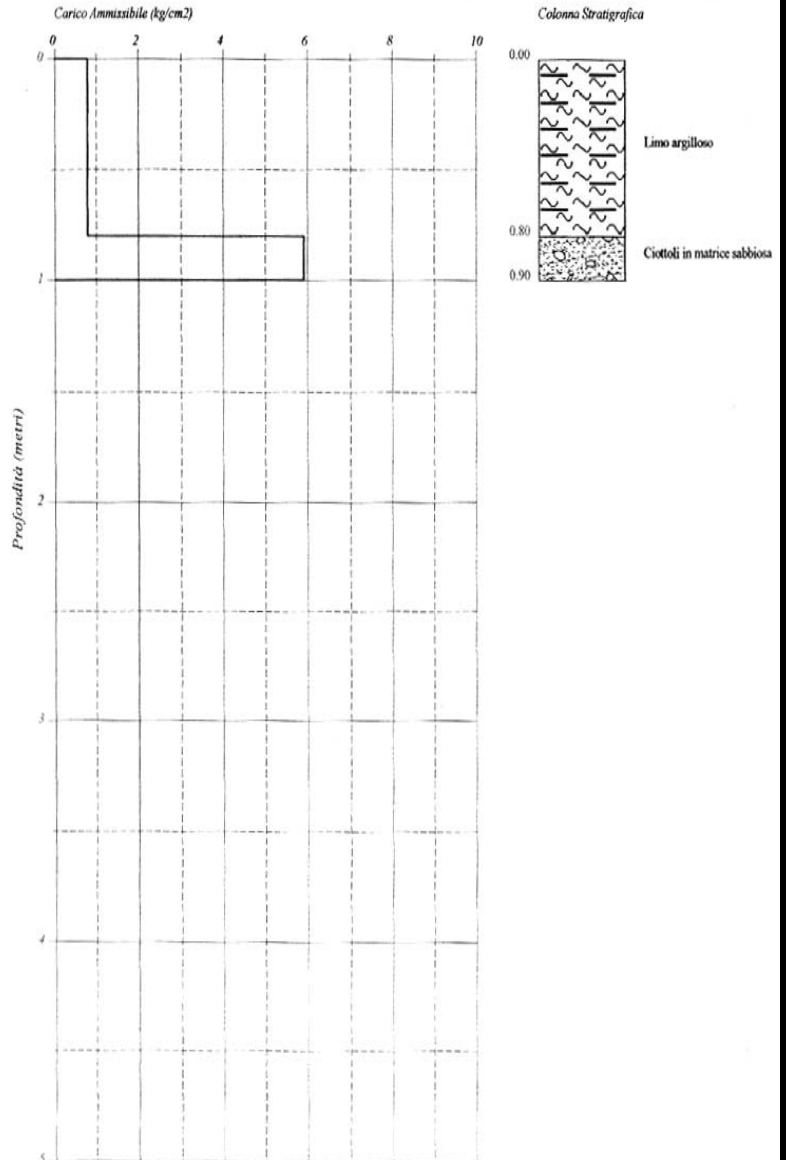 Carico Ammissibile (kg/cm2)
Colonna Stratigrafica
0 2 4 6 8 10
0
1
2
3
4
5
Profondità (metri)
0.00
Limo argilloso
0.80
Ciottoli in matrice sabbiosa
0.90